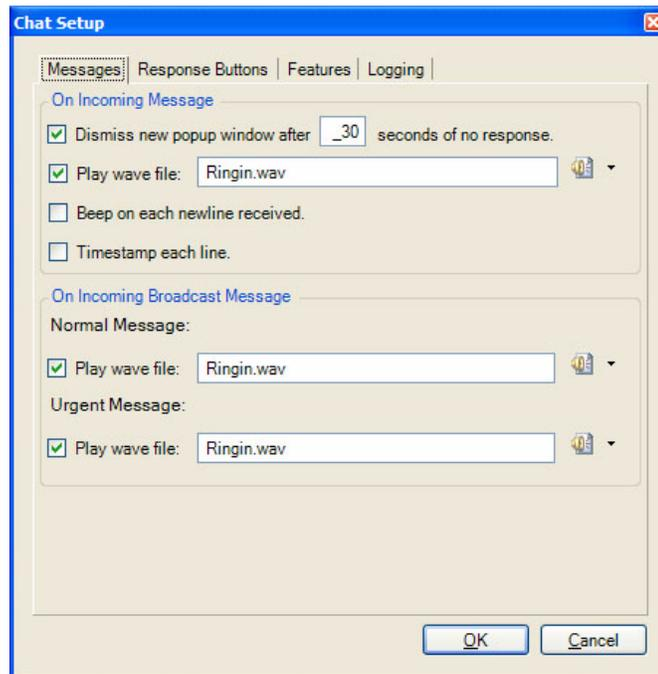 Chat Setup
Messages Response Buttons Features Logging
On Incoming Message
Dismiss new popup window after _30 seconds of no response.
Play wave file: Ringin.wav
Beep on each newline received.
Timestamp each line.
On Incoming Broadcast Message
Normal Message:
Play wave file: Ringin.wav
Urgent Message:
Play wave file: Ringin.wav
OK Cancel